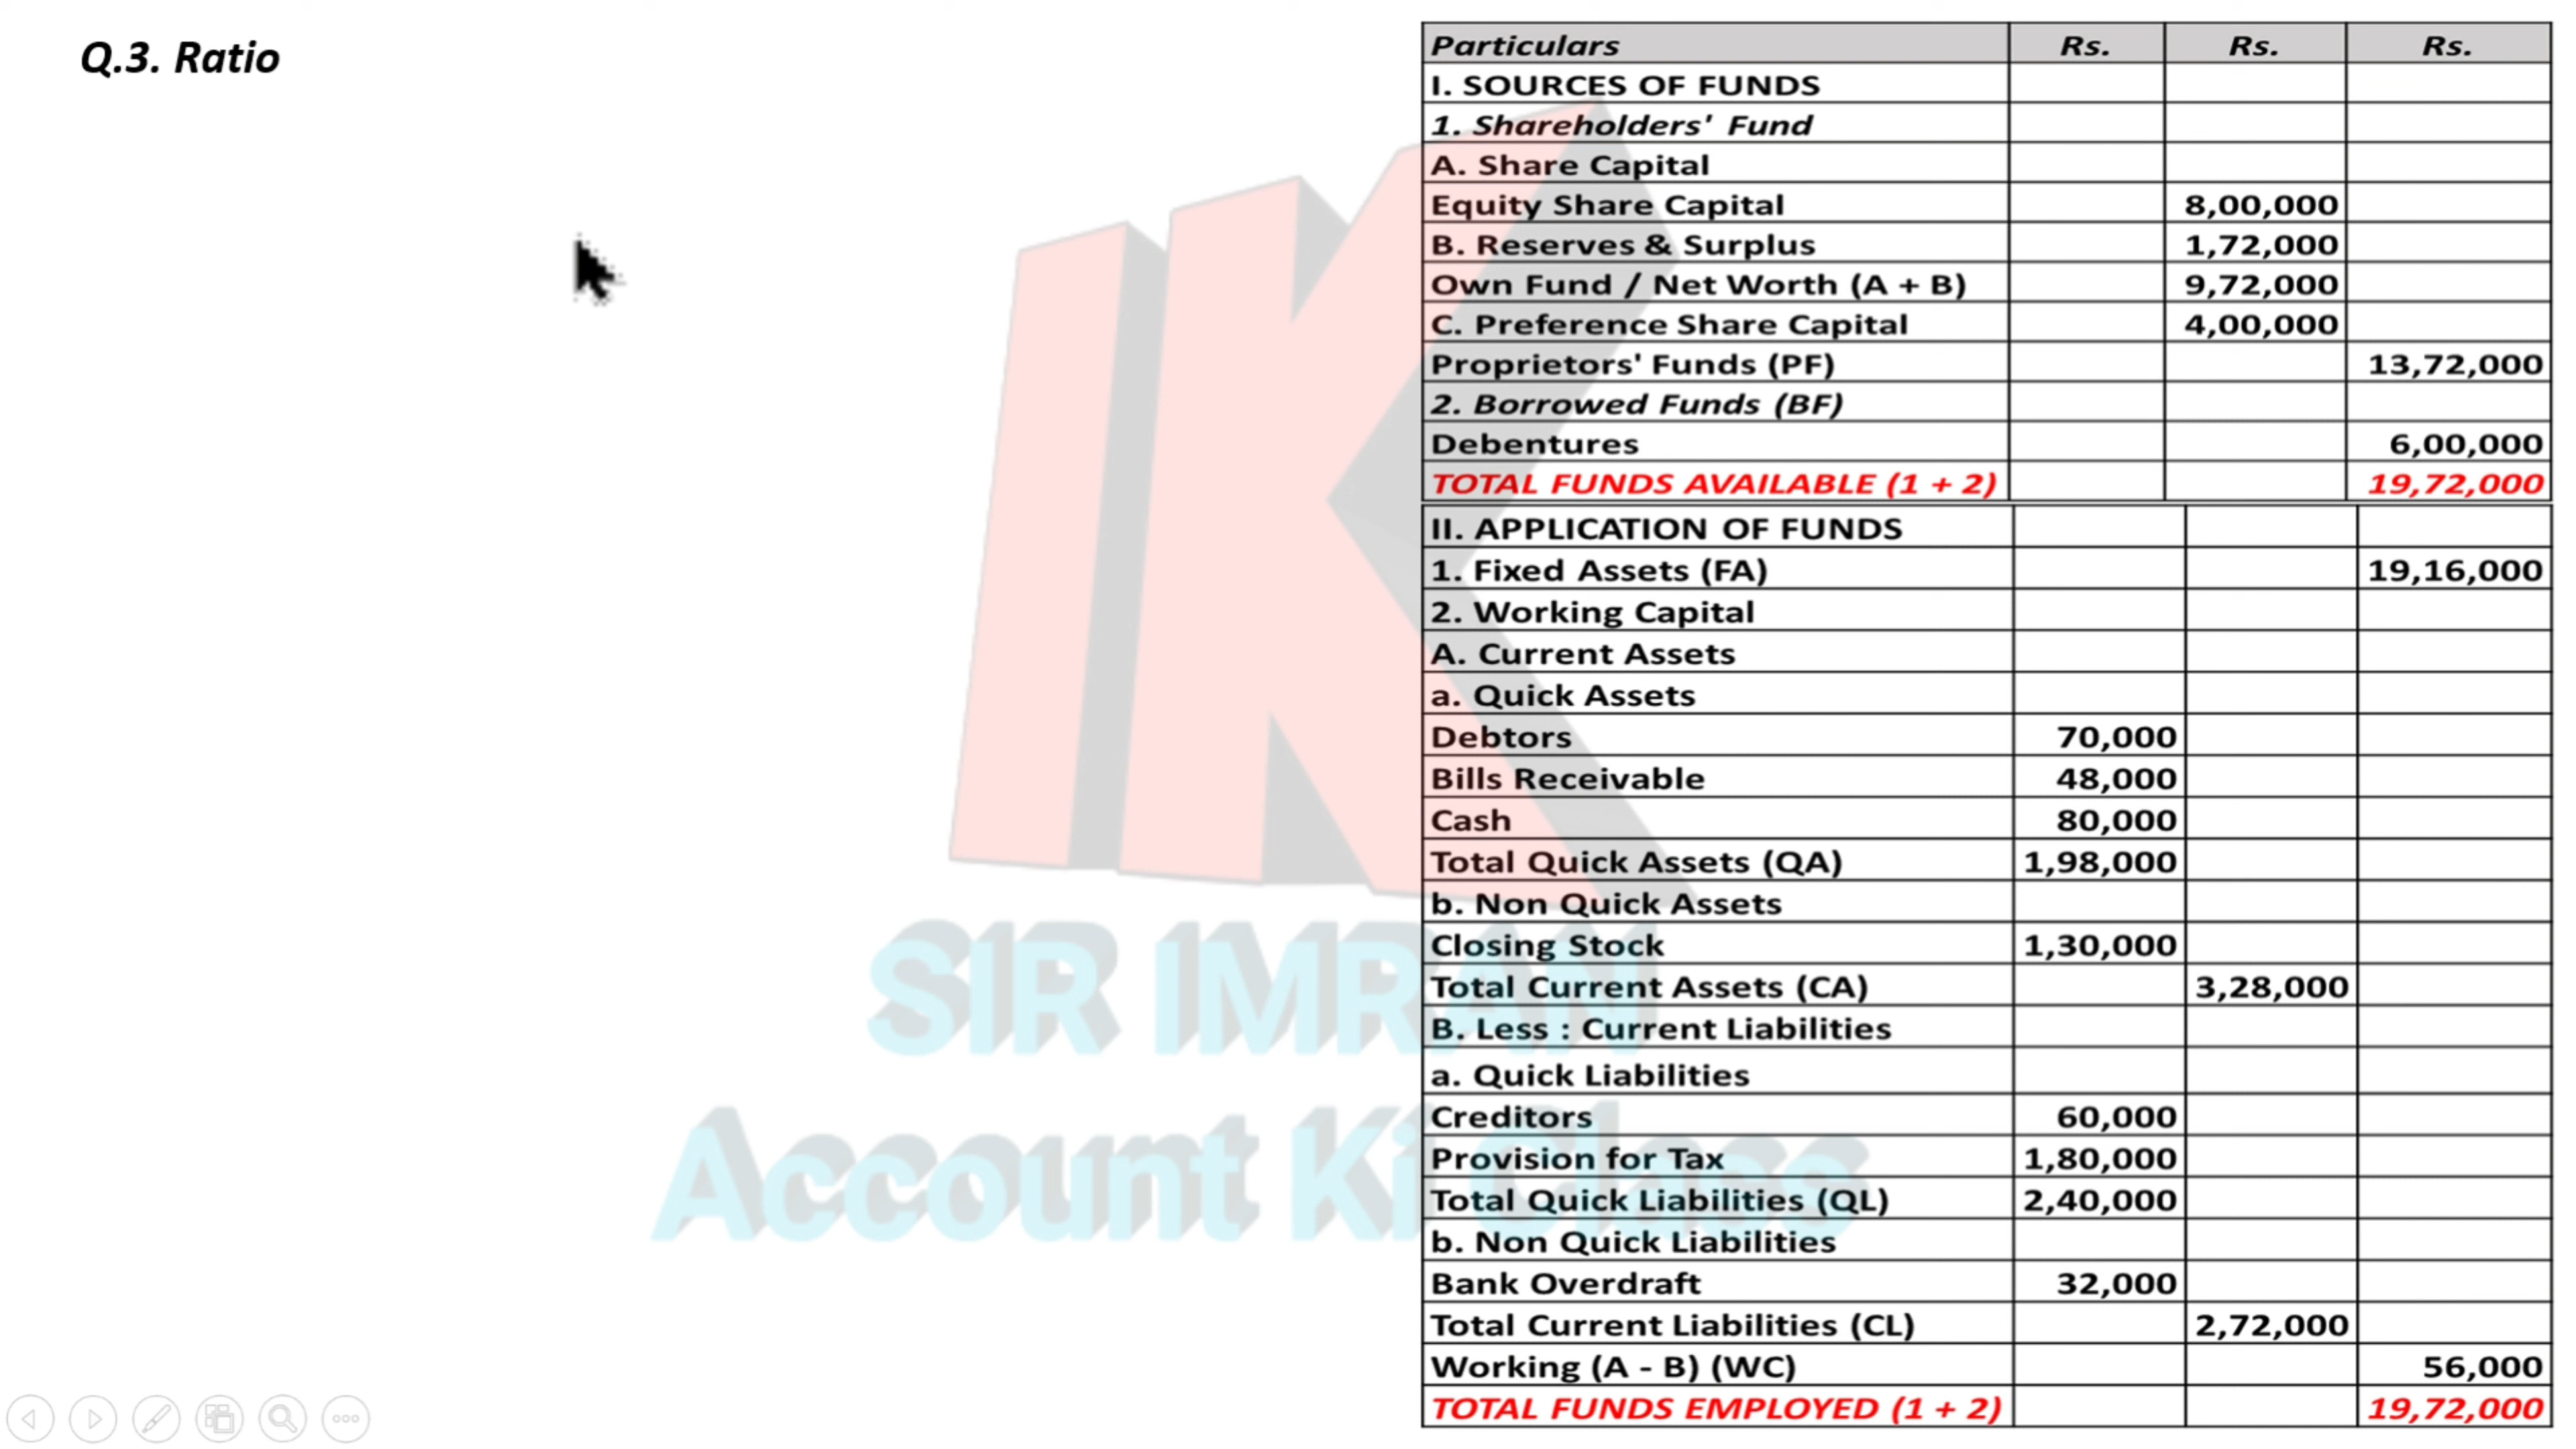 Q.3. Ratio
Particulars Rs. Rs. Rs.
I. SOURCES OF FUNDS
1. Shareholders' Fund
A. Share Capital
Equity Share Capital 8,00,000
B. Reserves & Surplus 1,72,000
Own Fund / Net Worth (A + B) 9,72,000
C. Preference Share Capital 4,00,000
Proprietors' Funds (PF) 13,72,000
2. Borrowed Funds (BF)
Debentures 6,00,000
TOTAL FUNDS AVAILABLE (1 + 2) 19,72,000
II. APPLICATION OF FUNDS
1. Fixed Assets (FA) 19,16,000
2. Working Capital
A. Current Assets
a. Quick Assets
Debtors 70,000
Bills Receivable 48,000
Cash 80,000
Total Quick Assets (QA) 1,98,000
b. Non Quick Assets
Closing Stock 1,30,000
Total Current Assets (CA) 3,28,000
B. Less : Current Liabilities
a. Quick Liabilities
Creditors 60,000
Provision for Tax 1,80,000
Total Quick Liabilities (QL) 2,40,000
b. Non Quick Liabilities
Bank Overdraft 32,000
Total Current Liabilities (CL) 2,72,000
Working (A - B) (WC) 56,000
TOTAL FUNDS EMPLOYED (1 + 2) 19,72,000
IK
SIR IMRAN
Account Ki Class